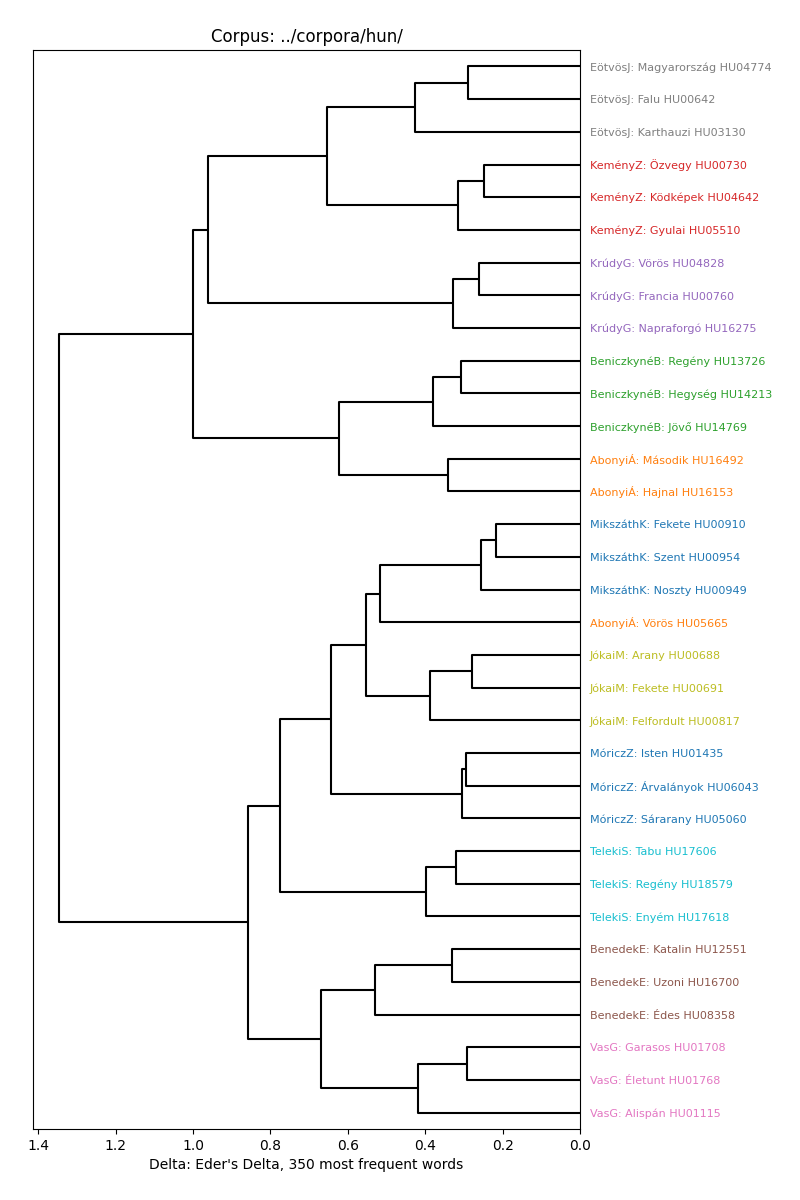 Corpus: ../corpora/hun/
EötvösJ: Magyarország HU04774
EötvösJ: Falu HU00642
EötvösJ: Karthauzi HU03130
KeményZ: Özvegy HU00730
KeményZ: Ködképek HU04642
KeményZ: Gyulai HU05510
KrúdyG: Vörös HU04828
KrúdyG: Francia HU00760
KrúdyG: Napraforgó HU16275
BeniczkynéB: Regény HU13726
BeniczkynéB: Hegység HU14213
BeniczkynéB: Jövő HU14769
AbonyiÁ: Második HU16492
AbonyiÁ: Hajnal HU16153
MikszáthK: Fekete HU00910
MikszáthK: Szent HU00954
MikszáthK: Noszty HU00949
AbonyiÁ: Vörös HU05665
JókaiM: Arany HU00688
JókaiM: Fekete HU00691
JókaiM: Felfordult HU00817
MóriczZ: Isten HU01435
MóriczZ: Árvalányok HU06043
MóriczZ: Sárarany HU05060
TelekiS: Tabu HU17606
TelekiS: Regény HU18579
TelekiS: Enyém HU17618
BenedekE: Katalin HU12551
BenedekE: Uzoni HU16700
BenedekE: Édes HU08358
VasG: Garasos HU01708
VasG: Életunt HU01768
VasG: Alispán HU01115
1.4 1.2 1.0 0.8 0.6 0.4 0.2 0.0
Delta: Eder's Delta, 350 most frequent words